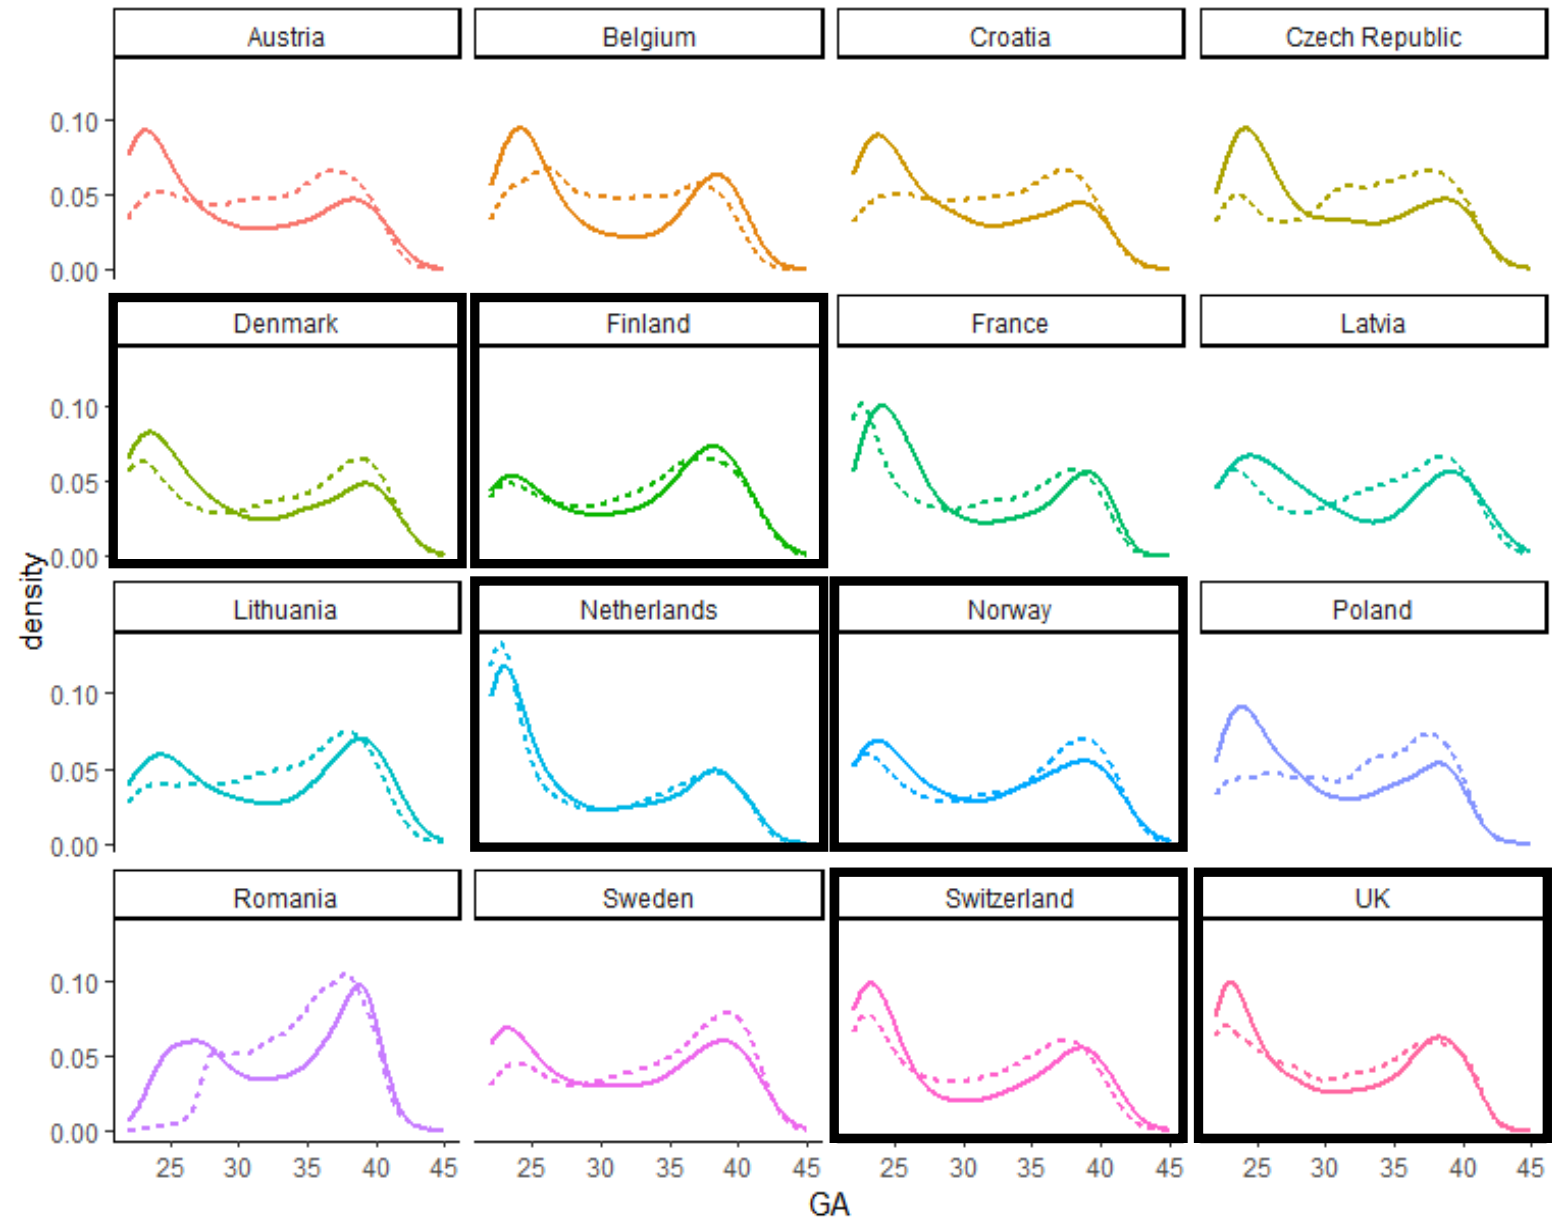 Austria Belgium Croatia Czech Republic
0.10
0.05
0.00
Denmark Finland France Latvia
0.10
0.05
0.00
density
Lithuania Netherlands Norway Poland
0.10
0.05
0.00
Romania Sweden Switzerland UK
0.10
0.05
0.00
25 30 35 40 45 25 30 35 40 45 25 30 35 40 45 25 30 35 40 45
GA